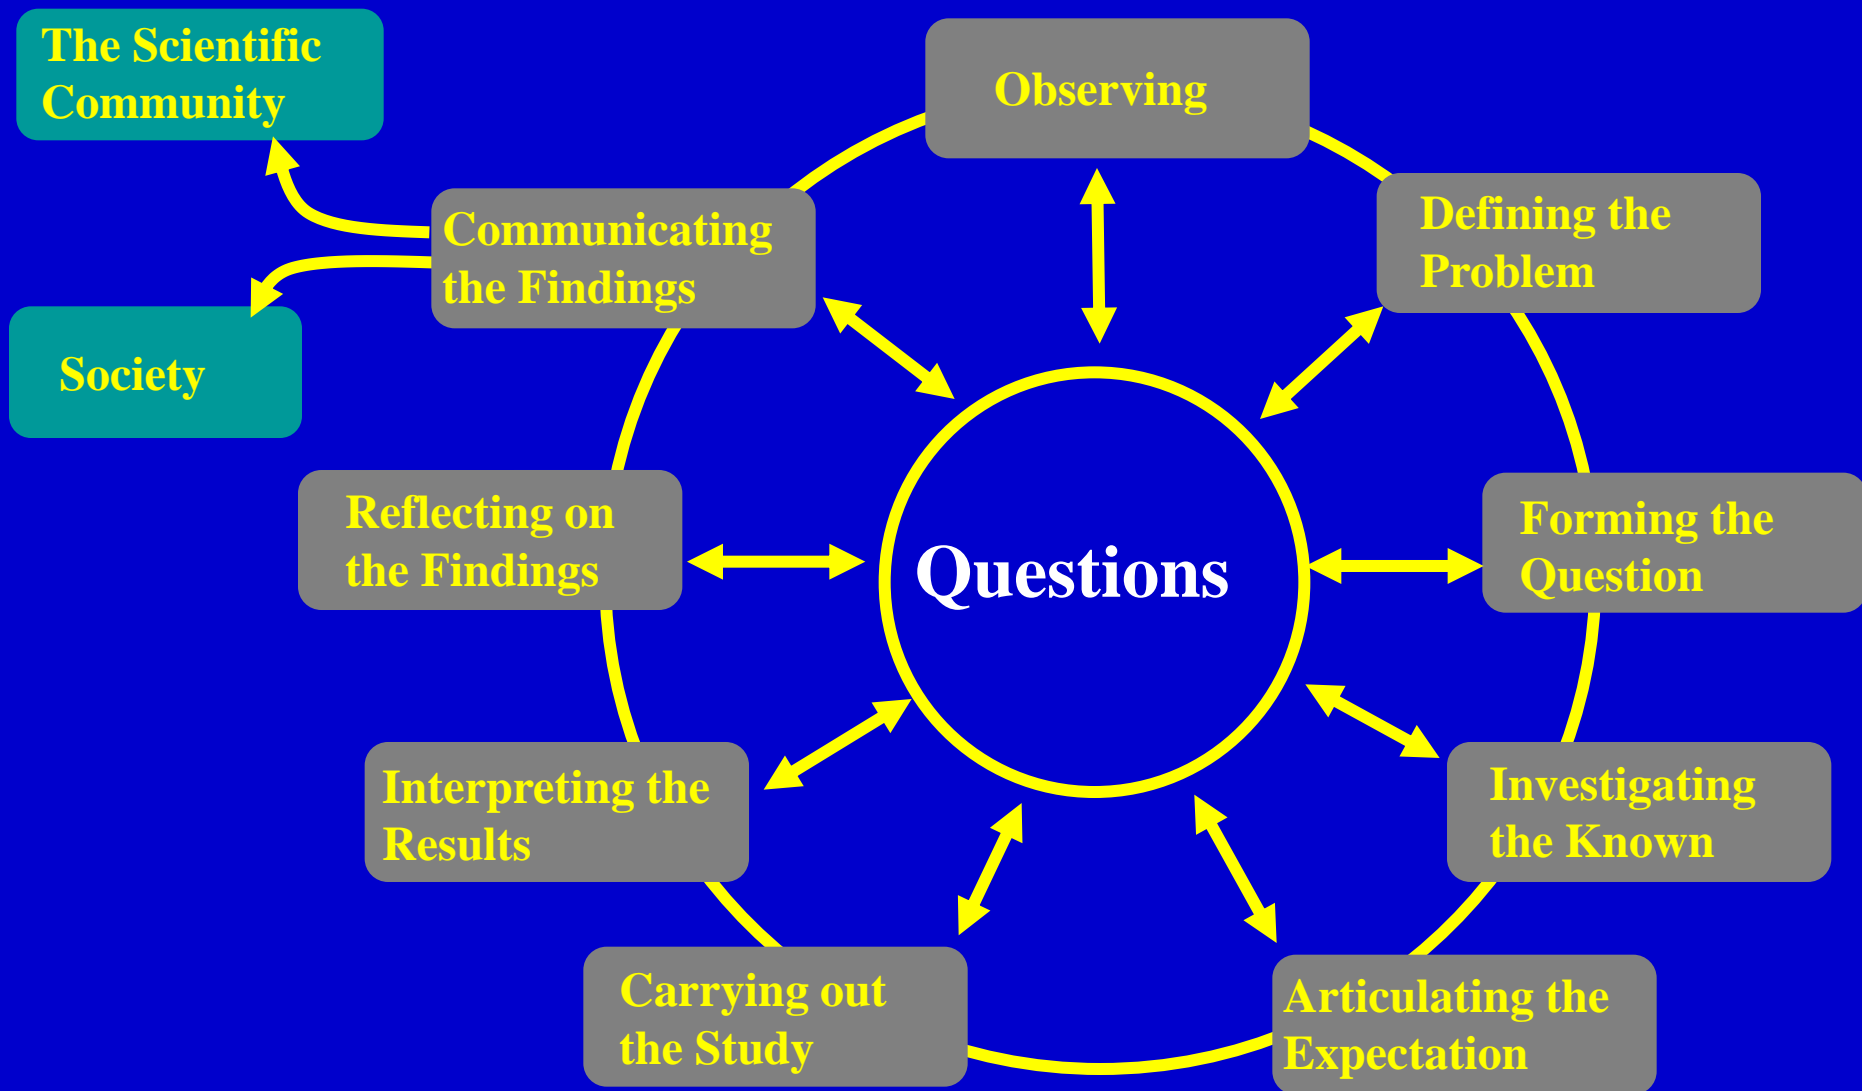 The Scientific
Community
Observing
Defining the
Problem
Communicating
the Findings
Society
Reflecting on
the Findings
Questions
Forming the
Question
Interpreting the
Results
Investigating
the Known
Carrying out
the Study
Articulating the
Expectation